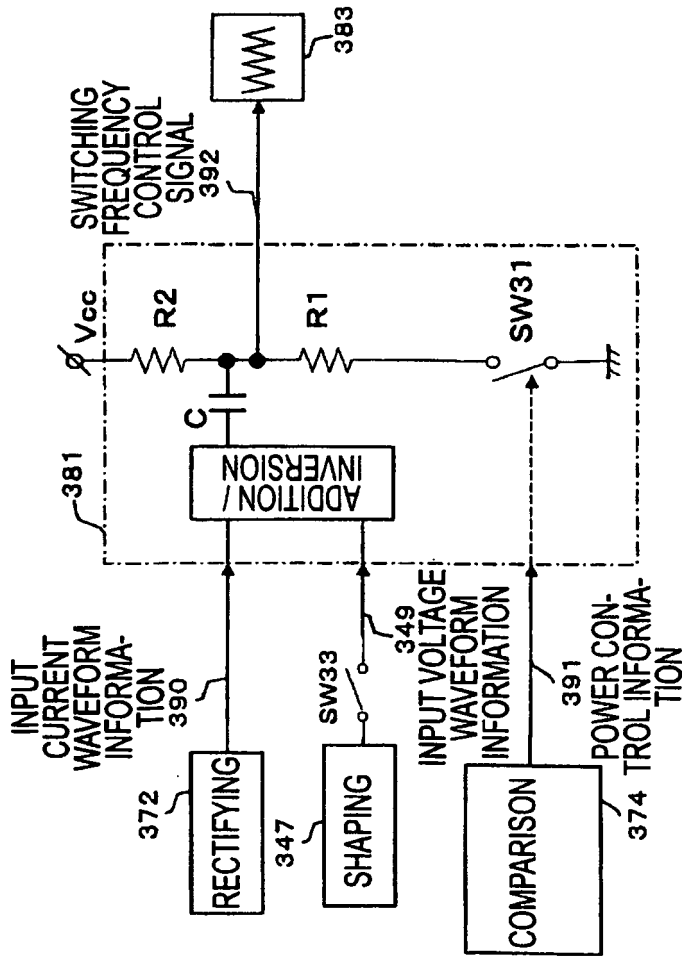 INPUT
CURRENT
WAVEFORM
INFORMA-
TION
390
372
RECTIFYING
347
SHAPING
SW33
349
INPUT VOLTAGE
WAVEFORM
INFORMATION
COMPARISON
374
391
POWER CON-
TROL INFORMA-
TION
381
ADDITION/
INVERSION
C
Vcc
R2
R1
SW31
SWITCHING
FREQUENCY
CONTROL
SIGNAL
392
383